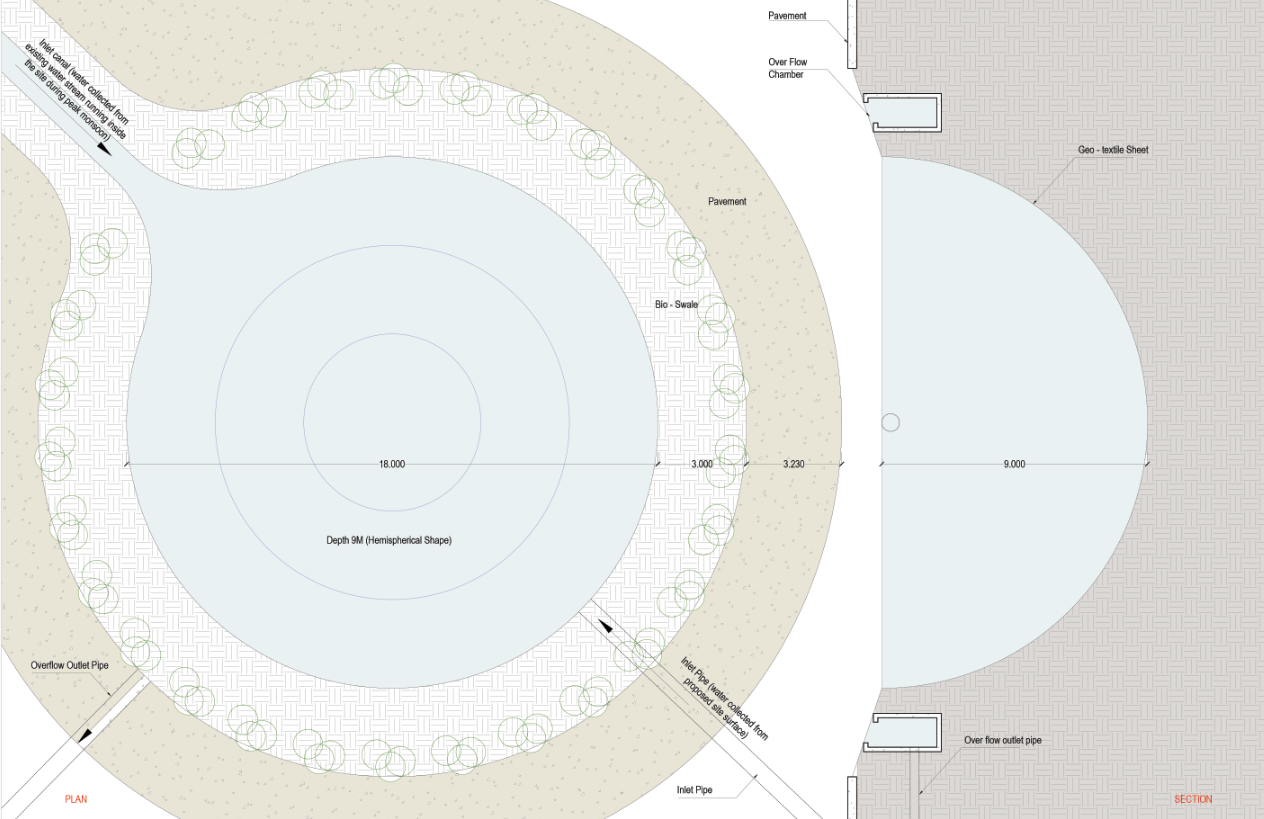 Inlet canal (water collected from
existing water stream running inside
the site during peak monsoon)
Pavement
Over Flow
Chamber
Geo - textile Sheet
Pavement
Bio - Swale
18.000
3.000
3.230
9.000
Depth 9M (Hemispherical Shape)
Overflow Outlet Pipe
Inlet Pipe (water collected from
proposed site surface)
Over flow outlet pipe
Inlet Pipe
PLAN
SECTION